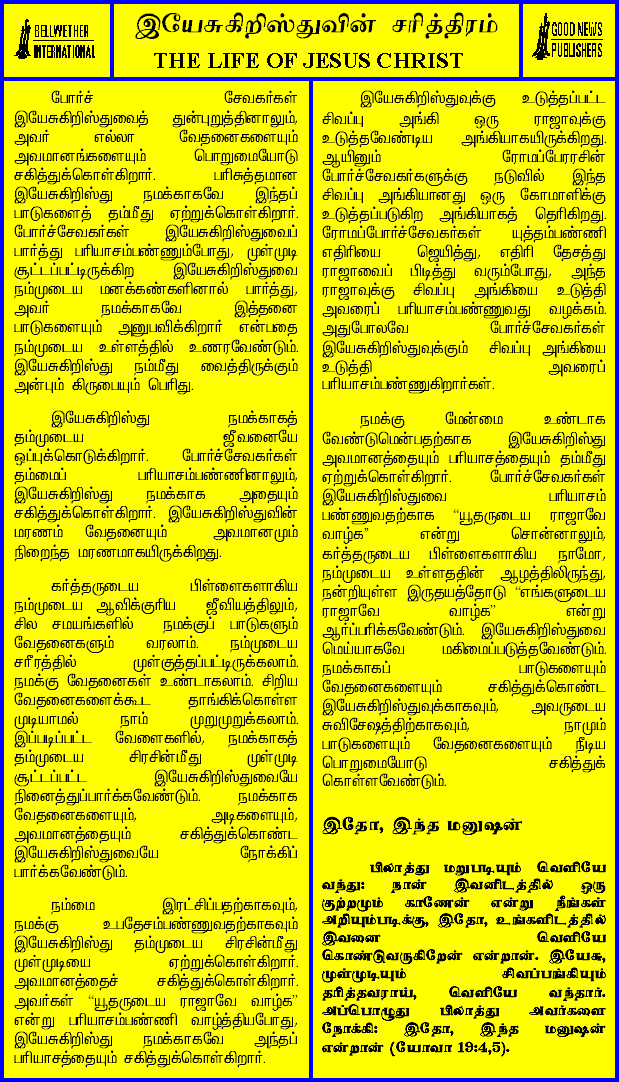 BELLWETHER
INTERNATIONAL
இயேசுகிறிஸ்துவின் சரித்திரம்
THE LIFE OF JESUS CHRIST
GOOD NEWS
PUBLISHERS
போர்ச் சேவகர்கள்
இயேசுகிறிஸ்துவைத் துன்புறுத்தினாலும்,
அவர் எல்லா வேதனைகளையும்
அவமானங்களையும் பொறுமையோடு
சகித்துக்கொள்கிறார். பரிசுத்தமான
இயேசுகிறிஸ்து நமக்காகவே இந்தப்
பாடுகளைத் தம்மீது ஏற்றுக்கொள்கிறார்.
போர்ச்சேவகர்கள் இயேசுகிறிஸ்துவைப்
பார்த்து பரியாசம்பண்ணும்போது, முள்முடி
சூட்டப்பட்டிருக்கிற இயேசுகிறிஸ்துவை
நம்முடைய மனக்கண்களினால் பார்த்து,
அவர் நமக்காகவே இத்தனை
பாடுகளையும் அனுபவிக்கிறார் என்பதை
நம்முடைய உள்ளத்தில் உணரவேண்டும்.
இயேசுகிறிஸ்து நம்மீது வைத்திருக்கும்
அன்பும் கிருபையும் பெரிது.
இயேசுகிறிஸ்து நமக்காகத்
தம்முடைய ஜீவனையே
ஒப்புக்கொடுக்கிறார். போர்ச்சேவகர்கள்
தம்மைப் பரியாசம்பண்ணினாலும்,
இயேசுகிறிஸ்து நமக்காக அதையும்
சகித்துக்கொள்கிறார். இயேசுகிறிஸ்துவின்
மரணம் வேதனையும் அவமானமும்
நிறைந்த மரணமாகயிருக்கிறது.
கர்த்தருடைய பிள்ளைகளாகிய
நம்முடைய ஆவிக்குரிய ஜீவியத்திலும்,
சில சமயங்களில் நமக்குப் பாடுகளும்
வேதனைகளும் வரலாம். நம்முடைய
சரீரத்தில் முள்குத்தப்பட்டிருக்கலாம்.
நமக்கு வேதனைகள் உண்டாகலாம். சிறிய
வேதனைகளைக்கூட தாங்கிக்கொள்ள
முடியாமல் நாம் முறுமுறுக்கலாம்.
இப்படிப்பட்ட வேளைகளில், நமக்காகத்
தம்முடைய சிரசின்மீது முள்முடி
சூட்டப்பட்ட இயேசுகிறிஸ்துவையே
நினைத்துப்பார்க்கவேண்டும். நமக்காக
வேதனைகளையும், அடிகளையும்,
அவமானத்தையும் சகித்துக்கொண்ட
இயேசுகிறிஸ்துவையே நோக்கிப்
பார்க்கவேண்டும்.
நம்மை இரட்சிப்பதற்காகவும்,
நமக்கு உபதேசம்பண்ணுவதற்காகவும்
இயேசுகிறிஸ்து தம்முடைய சிரசின்மீது
முள்முடியை ஏற்றுக்கொள்கிறார்.
அவமானத்தைச் சகித்துக்கொள்கிறார்.
அவர்கள் “யூதருடைய ராஜாவே வாழ்க”
என்று பரியாசம்பண்ணி வாழ்த்தியபோது,
இயேசுகிறிஸ்து நமக்காகவே அந்தப்
பரியாசத்தையும் சகித்துக்கொள்கிறார்.
இயேசுகிறிஸ்துவுக்கு உடுத்தப்பட்ட
சிவப்பு அங்கி ஒரு ராஜாவுக்கு
உடுத்தவேண்டிய அங்கியாகயிருக்கிறது.
ஆயினும் ரோமப்பேரரசின்
போர்ச்சேவகர்களுக்கு நடுவில் இந்த
சிவப்பு அங்கியானது ஒரு கோமாளிக்கு
உடுத்தப்படுகிற அங்கியாகத் தெரிகிறது.
ரோமப்போர்ச்சேவகர்கள் யுத்தம்பண்ணி
எதிரியை ஜெயித்து, எதிரி தேசத்து
ராஜாவைப் பிடித்து வரும்போது, அந்த
ராஜாவுக்கு சிவப்பு அங்கியை உடுத்தி
அவரைப் பரியாசம்பண்ணுவது வழக்கம்.
அதுபோலவே போர்ச்சேவகர்கள்
இயேசுகிறிஸ்துவுக்கும் சிவப்பு அங்கியை
உடுத்தி அவரைப்
பரியாசம்பண்ணுகிறார்கள்.
நமக்கு மேன்மை உண்டாக
வேண்டுமென்பதற்காக இயேசுகிறிஸ்து
அவமானத்தையும் பரியாசத்தையும் தம்மீது
ஏற்றுக்கொள்கிறார். போர்ச்சேவகர்கள்
இயேசுகிறிஸ்துவை பரியாசம்
பண்ணுவதற்காக “யூதருடைய ராஜாவே
வாழ்க” என்று சொன்னாலும்,
கர்த்தருடைய பிள்ளைகளாகிய நாமோ,
நம்முடைய உள்ளததின் ஆழத்திலிருந்து,
நன்றியுள்ள இருதயத்தோடு “எங்களுடைய
ராஜாவே வாழ்க” என்று
ஆர்ப்பரிக்கவேண்டும். இயேசுகிறிஸ்துவை
மெய்யாகவே மகிமைப்படுத்தவேண்டும்.
நமக்காகப் பாடுகளையும்
வேதனைகளையும் சகித்துக்கொண்ட
இயேசுகிறிஸ்துவுக்காகவும், அவருடைய
சுவிசேஷத்திற்காகவும், நாமும்
பாடுகளையும் வேதனைகளையும் நீடிய
பொறுமையோடு சகித்துக்
கொள்ளவேண்டும்.
இதோ, இந்த மனுஷன்
பிலாத்து மறுபடியும் வெளியே
வந்து: நான் இவனிடத்தில் ஒரு
குற்றமும் காணேன் என்று நீங்கள்
அறியும்படிக்கு, இதோ, உங்களிடத்தில்
இவனை வெளியே
கொண்டுவருகிறேன் என்றான். இயேசு,
முள்முடியும் சிவப்பங்கியும்
தரித்தவராய், வெளியே வந்தார்.
அப்பொழுது பிலாத்து அவர்களை
நோக்கி: இதோ, இந்த மனுஷன்
என்றான் (யோவா 19:4,5).